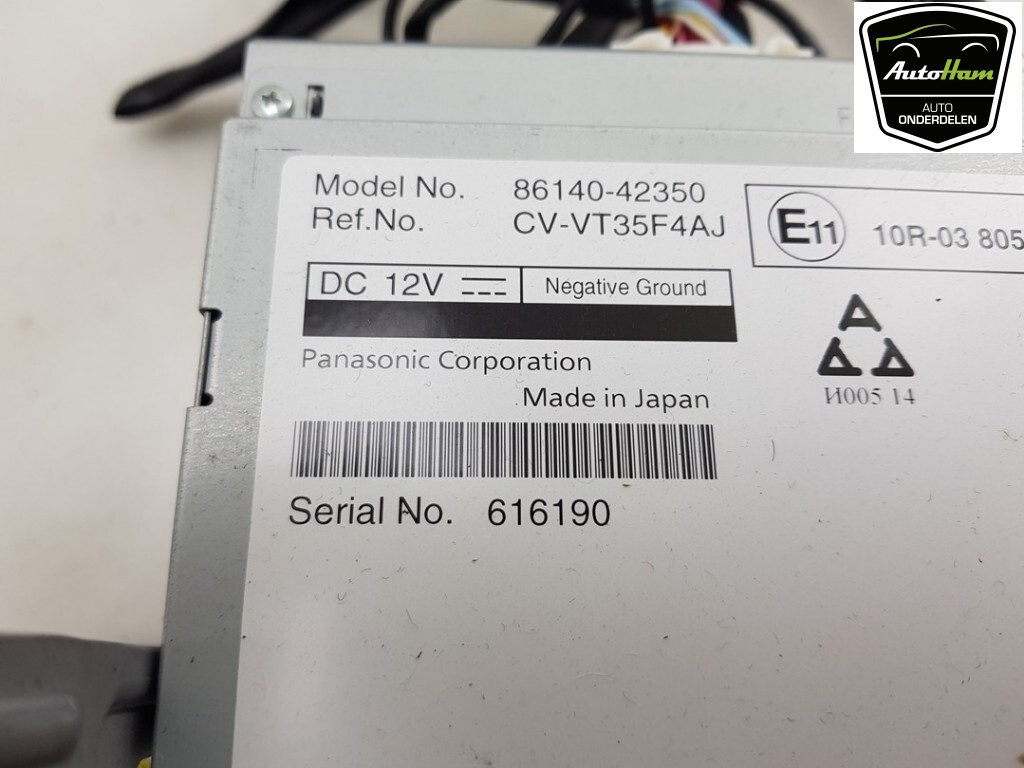 AutoHam
AUTO
ONDERDELEN
Model No. 86140-42350
Ref.No. CV-VT35F4AJ
E11 10R-03 805
DC 12V Negative Ground
Panasonic Corporation
Made in Japan
И005 14
Serial No. 616190